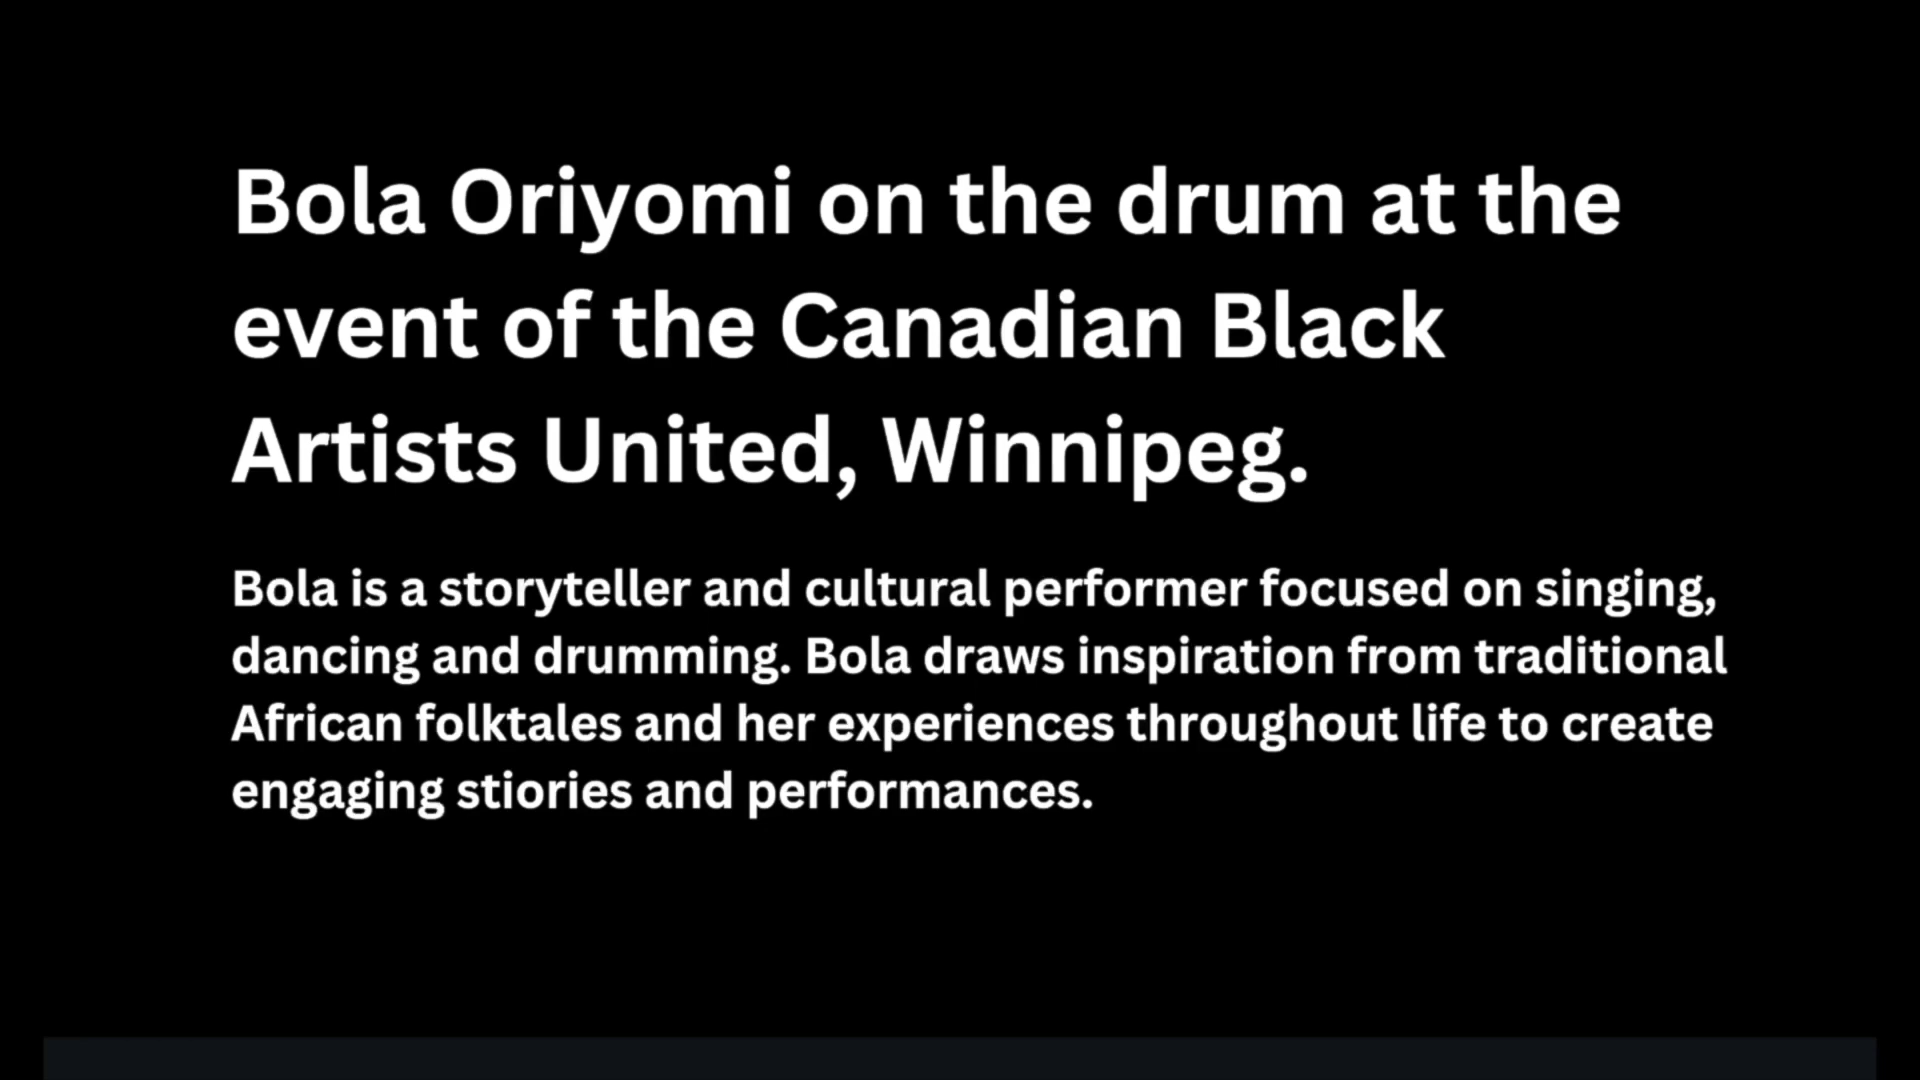 Bola Oriyomi on the drum at the
event of the Canadian Black
Artists United, Winnipeg.
Bola is a storyteller and cultural performer focused on singing,
dancing and drumming. Bola draws inspiration from traditional
African folktales and her experiences throughout life to create
engaging stiories and performances.